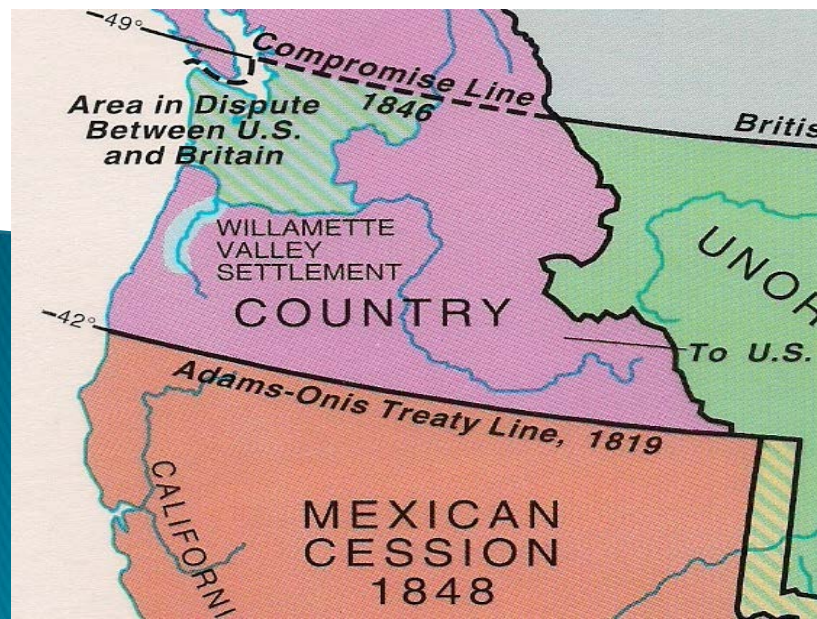 49°
Compromise Line
1846
Area in Dispute
Between U.S.
and Britain
Britis
WILLAMETTE
VALLEY
SETTLEMENT
COUNTRY
UNOR
To U.S.
42°
Adams-Onis Treaty Line, 1819
CALIFORNI
MEXICAN
CESSION
1848